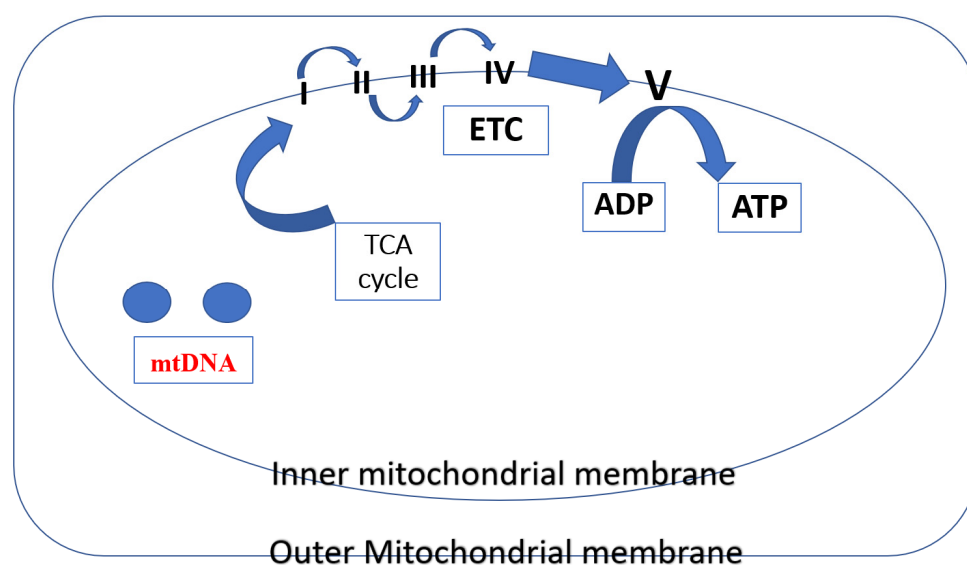 I
II
III
IV
V
ETC
ADP
ATP
TCA
cycle
mtDNA
Inner mitochondrial membrane
Outer Mitochondrial membrane